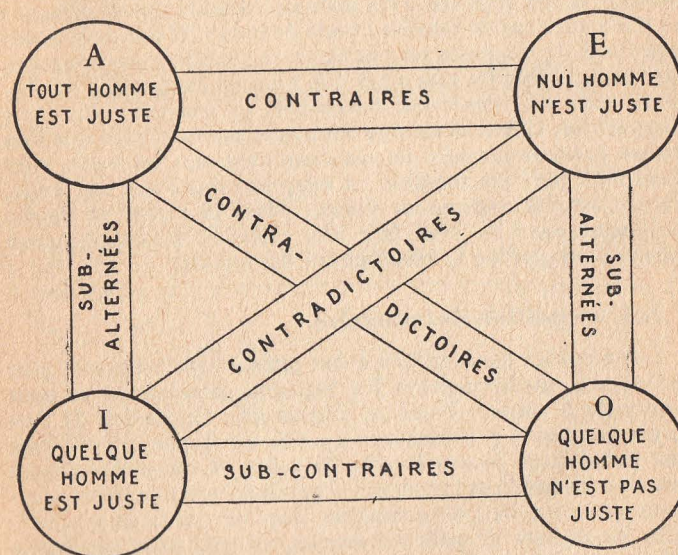 A
TOUT HOMME
EST JUSTE
E
NUL HOMME
N'EST JUSTE
CONTRAIRES
CONTRA-
DICTOIRES
CONTRADICTOIRES
SUB-
ALTERNÉES
SUB-
ALTERNÉES
I
QUELQUE
HOMME
EST JUSTE
SUB-CONTRAIRES
O
QUELQUE
HOMME
N'EST PAS
JUSTE